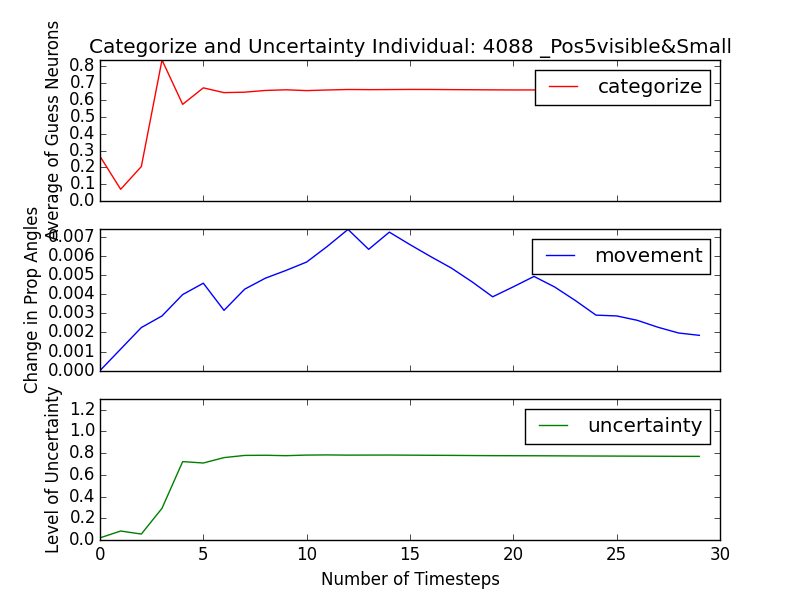 Categorize and Uncertainty Individual: 4088 _Pos5visible&Small
Average of Guess Neurons
0.8
0.7
0.6
0.5
0.4
0.3
0.2
0.1
0.0
categorize
Change in Prop Angles
0.007
0.006
0.005
0.004
0.003
0.002
0.001
0.000
movement
Level of Uncertainty
1.2
1.0
0.8
0.6
0.4
0.2
0.0
uncertainty
0 5 10 15 20 25 30
Number of Timesteps